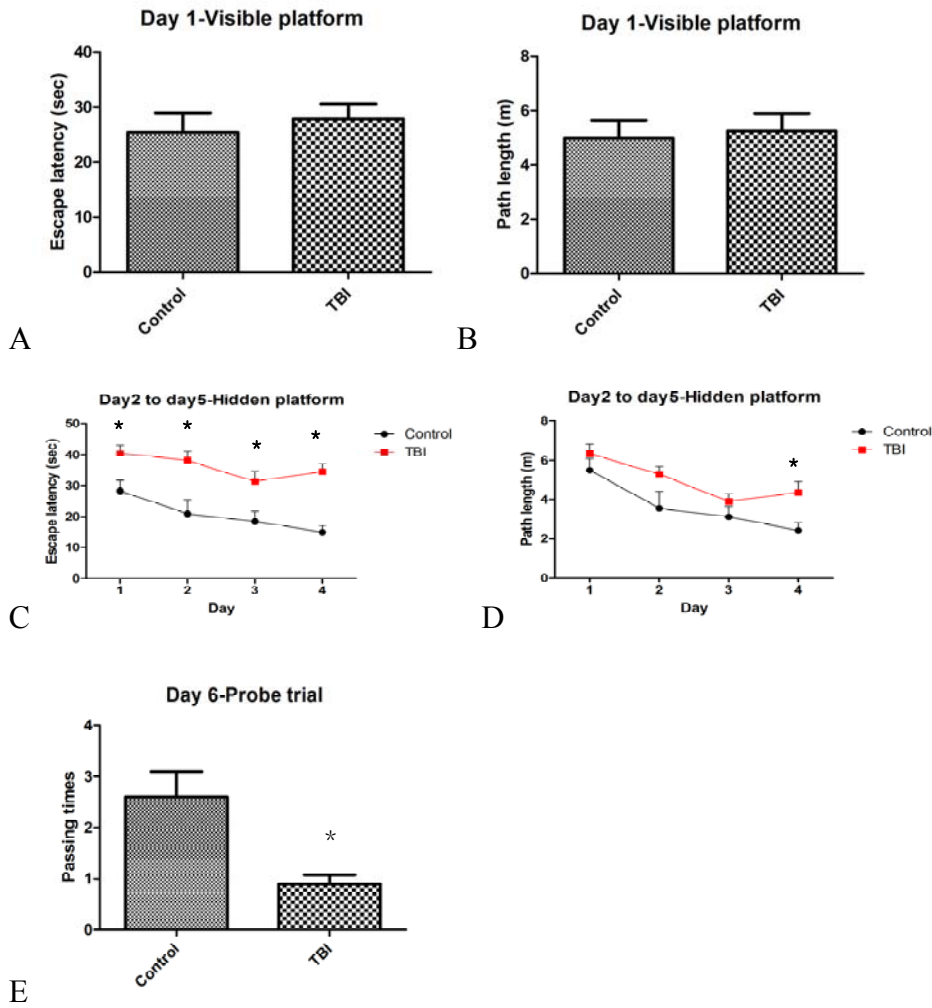 Day 1-Visible platform
Escape latency (sec)
40
30
20
10
0
Control
TBI
A
Day 1-Visible platform
Path length (m)
8
6
4
2
0
Control
TBI
B
Day2 to day5-Hidden platform
Escape latency (sec)
50
40
30
20
10
0
* * * *
Control
TBI
1 2 3 4
Day
C
Day2 to day5-Hidden platform
Path length (m)
8
6
4
2
0
*
Control
TBI
1 2 3 4
Day
D
Day 6-Probe trial
Passing times
4
3
2
1
0
*
Control
TBI
E